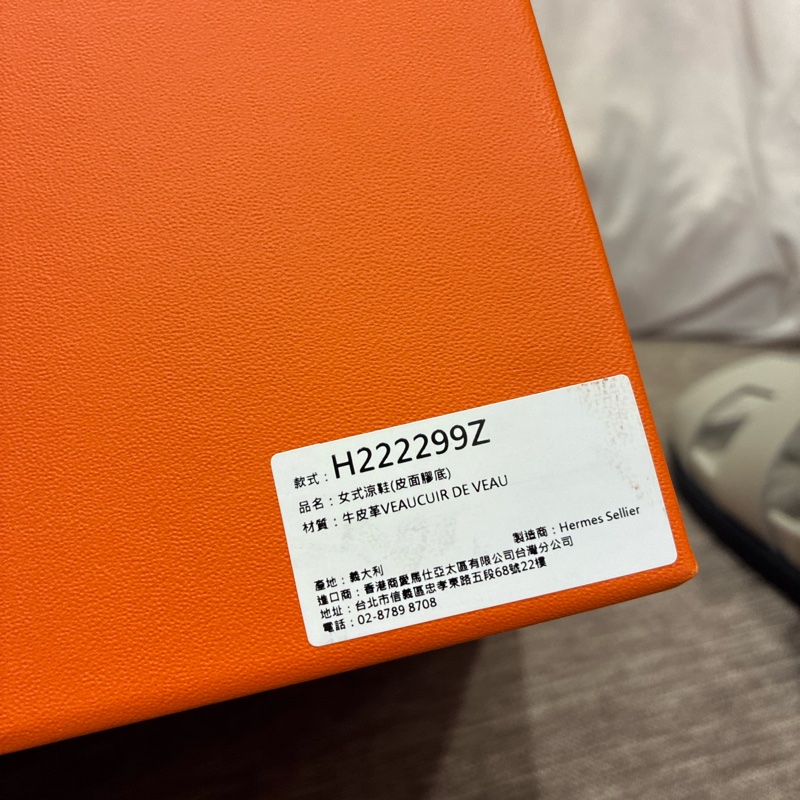 款式：H222299Z
品名：女式涼鞋(皮面膠底)
材質：牛皮革VEAUCUIR DE VEAU
製造商：Hermes Sellier
產地：義大利
進口商：香港商愛馬仕亞太區有限公司台灣分公司
地址：台北市信義區忠孝東路五段68號22樓
電話：02-8789 8708